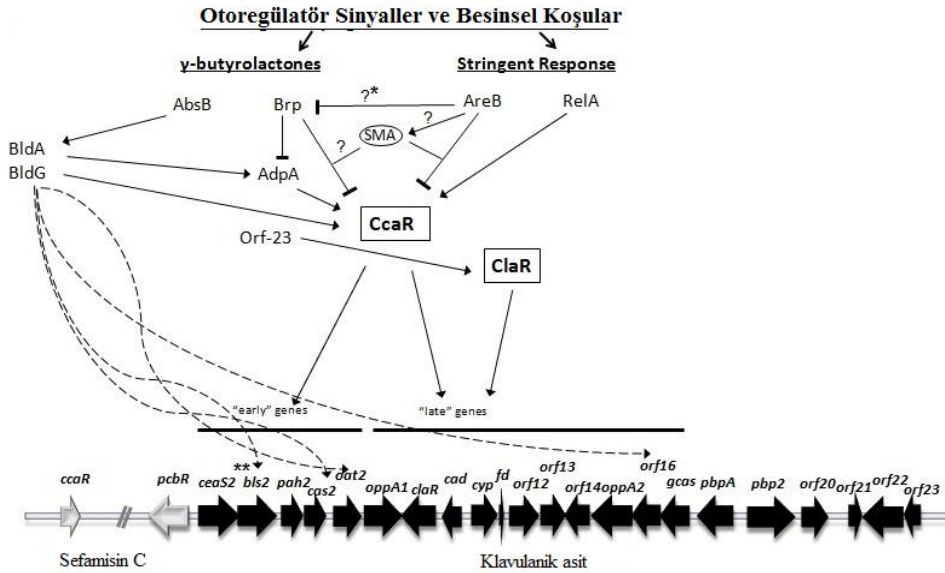 Otoregülatör Sinyaller ve Besinsel Koşular
γ-butyrolactones
Stringent Response
AbsB
Brp
?*
AreB
RelA
?
SMA
?
BldA
BldG
AdpA
CcaR
Orf-23
ClaR
"early" genes
"late" genes
ccaR
pcbR
ceaS2
**
bls2
pah2
cas2
oat2
oppA1
claR
cad
cyp
fd
orf12
orf13
orf14
oppA2
orf16
gcas
pbpA
pbp2
orf20
orf21
orf22
orf23
Sefamisin C
Klavulanik asit